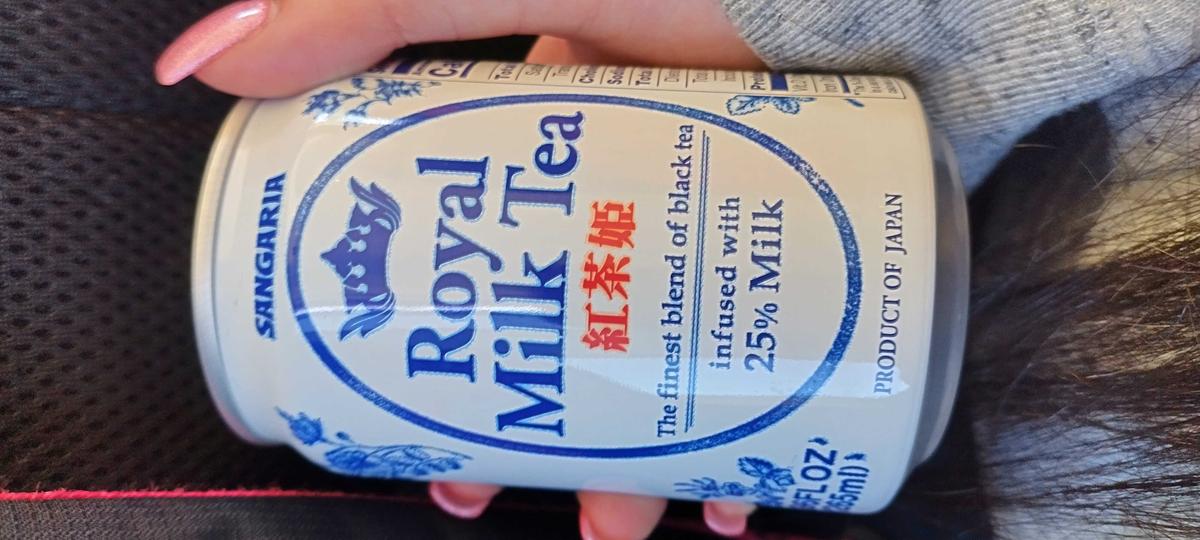 SANGARIA
Royal
Milk Tea
紅茶姫
The finest blend of black tea
infused with
25% Milk
PRODUCT OF JAPAN